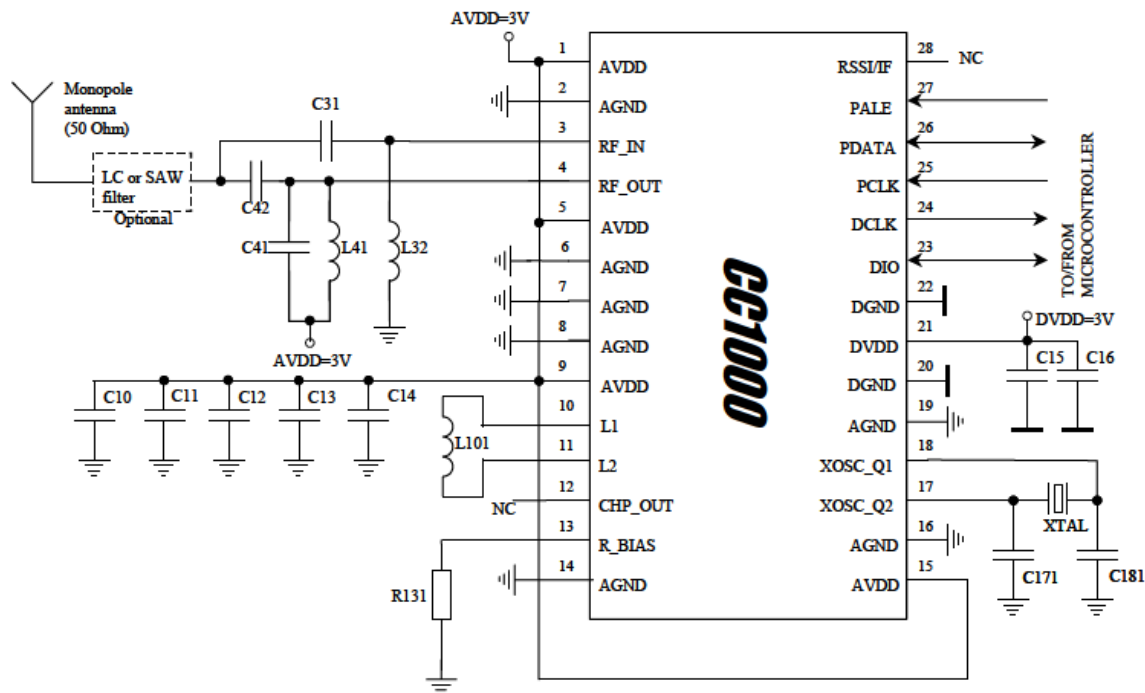 AVDD=3V
Monopole
antenna
(50 Ohm)
LC or SAW
filter
Optional
C31
C42
C41
L41
L32
AVDD=3V
C10
C11
C12
C13
C14
L101
NC
R131
1
AVDD
2
AGND
3
RF_IN
4
RF_OUT
5
AVDD
6
AGND
7
AGND
8
AGND
9
AVDD
10
L1
11
L2
12
CHP_OUT
13
R_BIAS
14
AGND
CC1000
28
RSSI/IF
NC
27
PALE
26
PDATA
25
PCLK
24
DCLK
23
DIO
22
DGND
21
DVDD
20
DGND
19
AGND
18
XOSC_Q1
17
XOSC_Q2
16
AGND
15
AVDD
TO/FROM
MICROCONTROLLER
DVDD=3V
C15
C16
XTAL
C171
C181